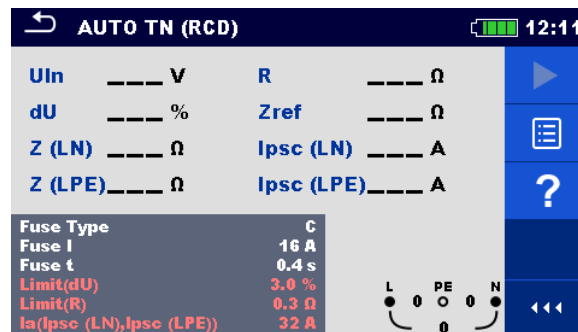 AUTO TN (RCD) 12:11
Uln ___ V R ___ Ω
dU ___ % Zref ___ Ω
Z (LN) ___ Ω Ipsc (LN) ___ A
Z (LPE)___ Ω Ipsc (LPE)___ A
?
Fuse Type C
Fuse I 16 A
Fuse t 0.4 s
Limit(dU) 3.0 %
Limit(R) 0.3 Ω
Ia(Ipsc (LN),Ipsc (LPE)) 32 A
L PE N
0 0
0